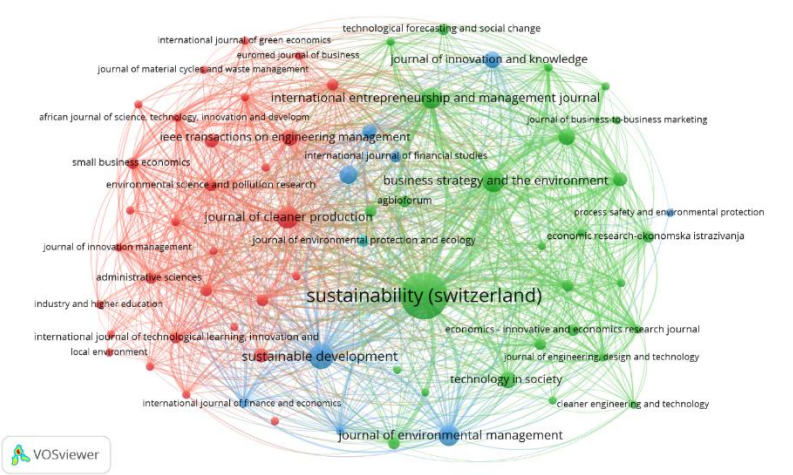 technological forecasting and social change
international journal of green economics
euromed journal of business
journal of innovation and knowledge
journal of material cycles and waste management
international entrepreneurship and management journal
african journal of science, technology, innovation and developm
journal of business-to-business marketing
ieee transactions on engineering management
international journal of financial studies
small business economics
business strategy and the environment
environmental science and pollution research
agbioforum
process safety and environmental protection
journal of cleaner production
economic research-ekonomska istrazivanja
journal of environmental protection and ecology
journal of innovation management
administrative sciences
sustainability (switzerland)
industry and higher education
economics - innovative and economics research journal
international journal of technological learning, innovation and
local environment
sustainable development
journal of engineering, design and technology
technology in society
international journal of finance and economics
cleaner engineering and technology
journal of environmental management
VOSviewer